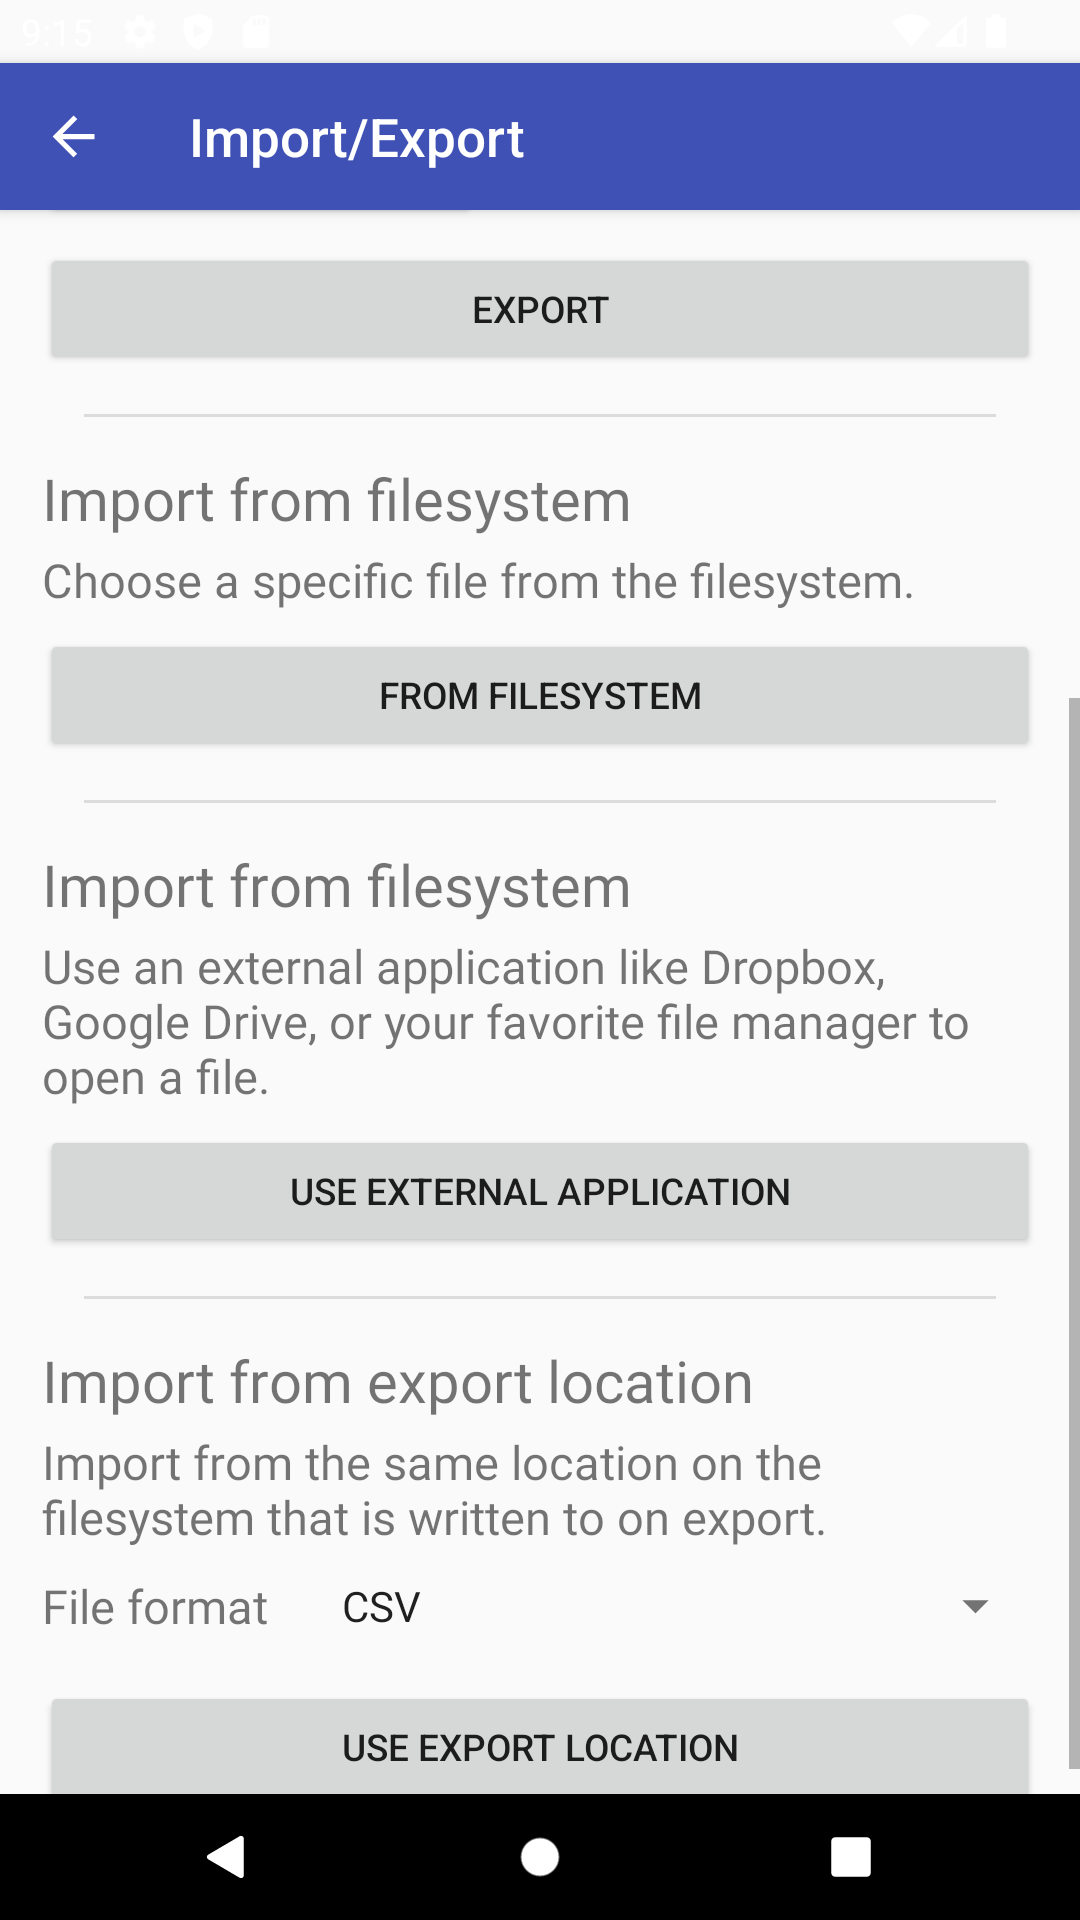 9:15
Import/Export
EXPORT
Import from filesystem
Choose a specific file from the filesystem.
FROM FILESYSTEM
Import from filesystem
Use an external application like Dropbox,
Google Drive, or your favorite file manager to
open a file.
USE EXTERNAL APPLICATION
Import from export location
Import from the same location on the
filesystem that is written to on export.
File format CSV
USE EXPORT LOCATION